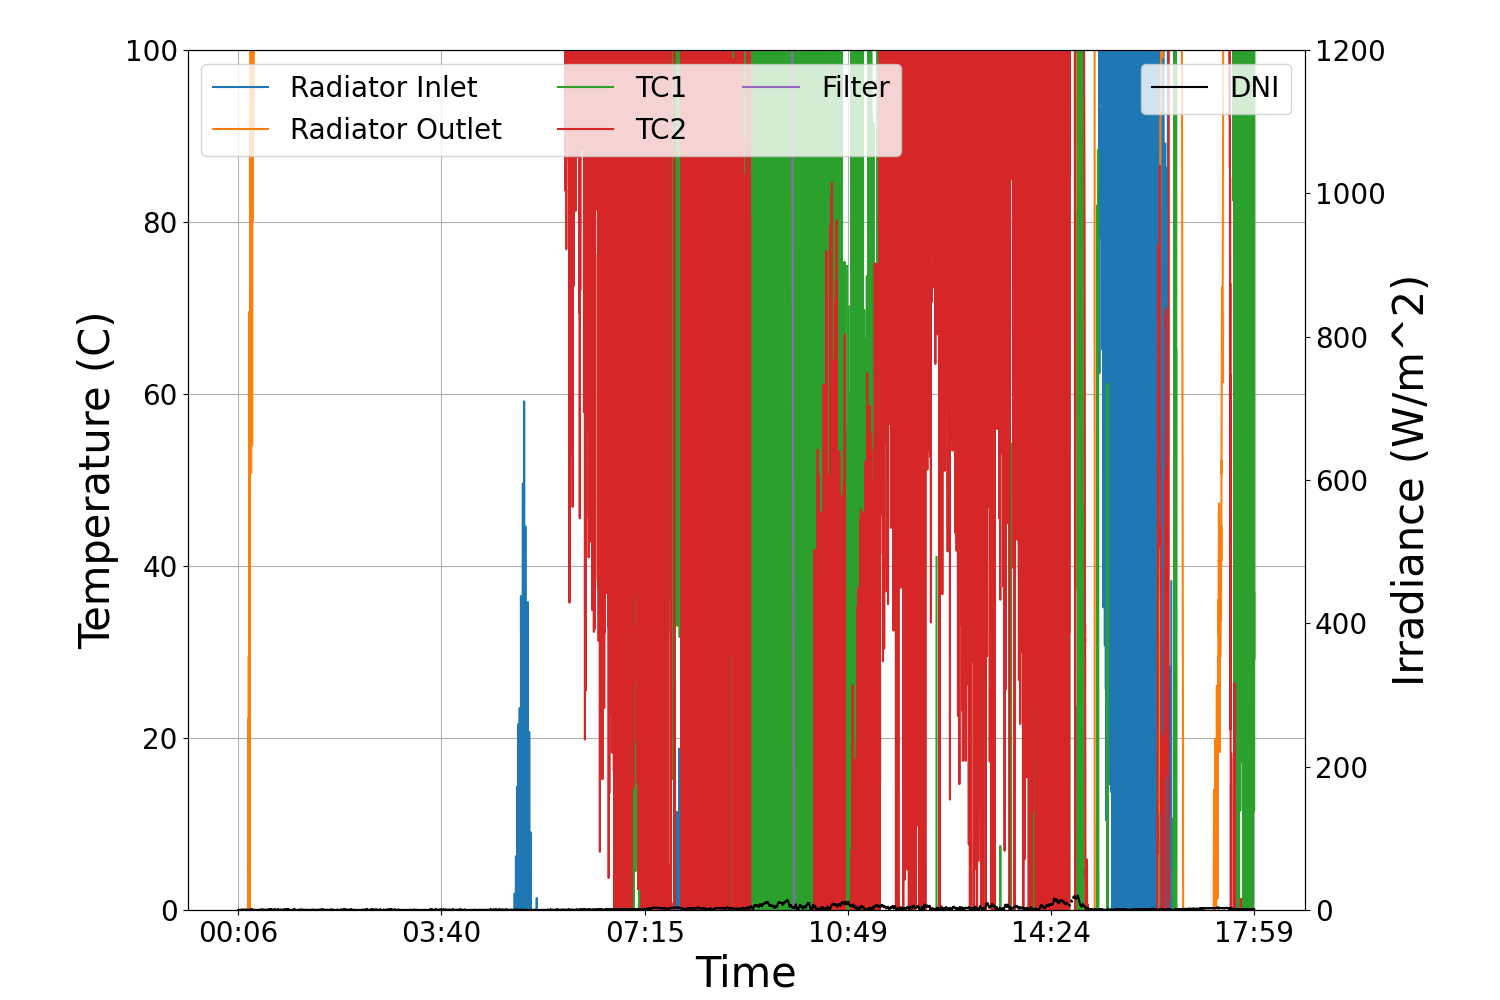 100
80
60
40
20
0
Temperature (C)
Radiator Inlet
Radiator Outlet
TC1
TC2
Filter
DNI
1200
1000
800
600
400
200
0
Irradiance (W/m^2)
00:06 03:40 07:15 10:49 14:24 17:59
Time